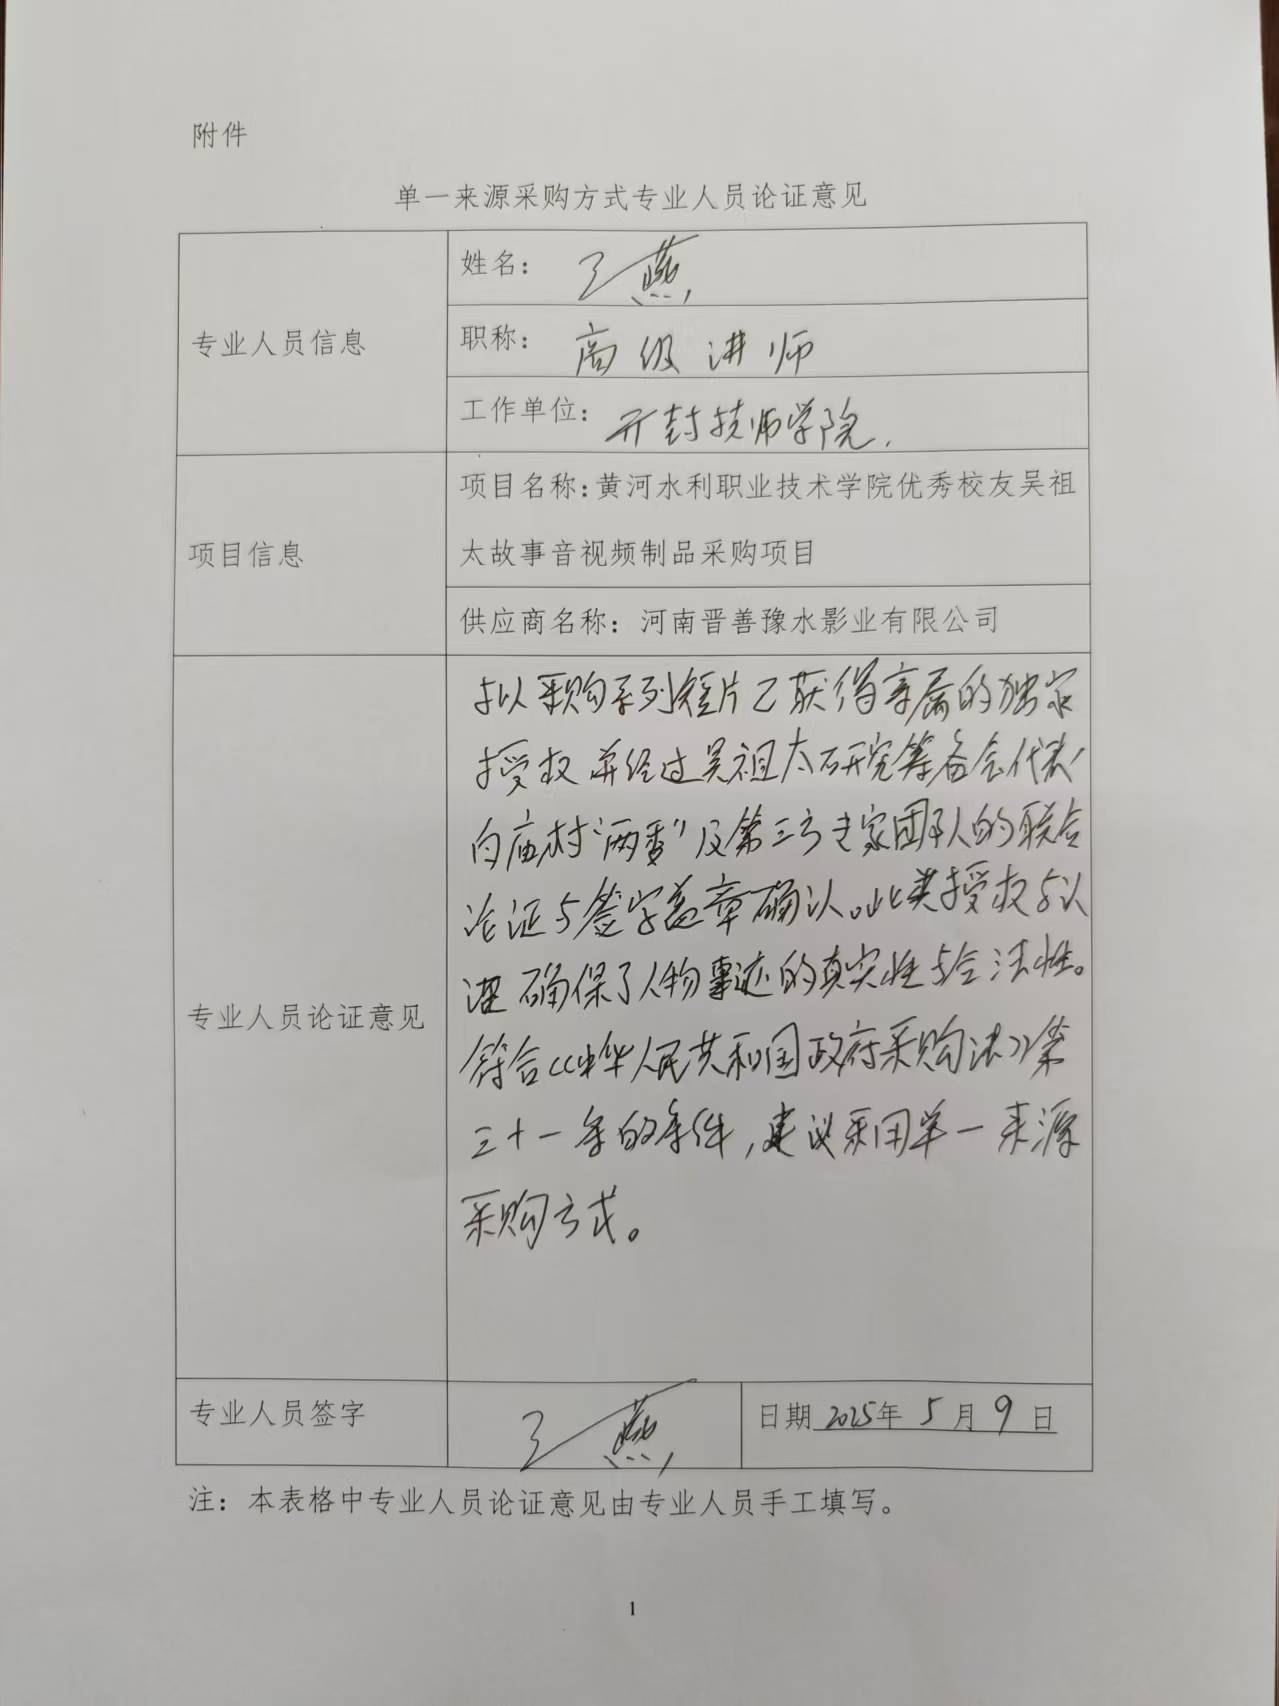 附件
单一来源采购方式专业人员论证意见
专业人员信息
姓名: 王燕
职称: 高级讲师
工作单位: 开封技师学院.
项目信息
项目名称:黄河水利职业技术学院优秀校友吴祖
太故事音视频制品采购项目
供应商名称: 河南晋善豫水影业有限公司
专业人员论证意见
拟采购系列短片已获得亲属的独家
授权并经过吴祖太研究筹备会代表
白庙村“两委”及第三方专家团队的联合
论证与签字盖章确认。此类授权与认
证确保了人物事迹的真实性与合法性。
符合《中华人民共和国政府采购法》第
三十一条的条件,建议采用单一来源
采购方式。
专业人员签字
王燕
日期 2025年 5 月 9 日
注: 本表格中专业人员论证意见由专业人员手工填写。
1